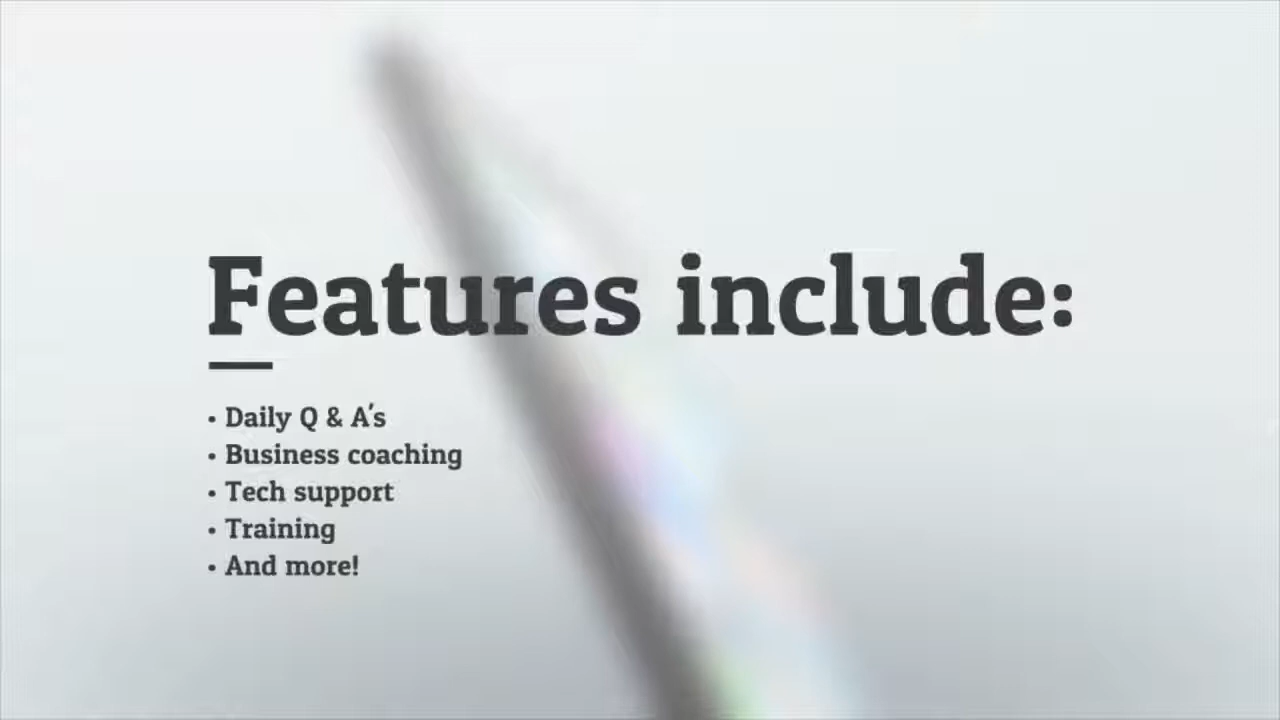 Features include:
• Daily Q & A's
• Business coaching
• Tech support
• Training
• And more!